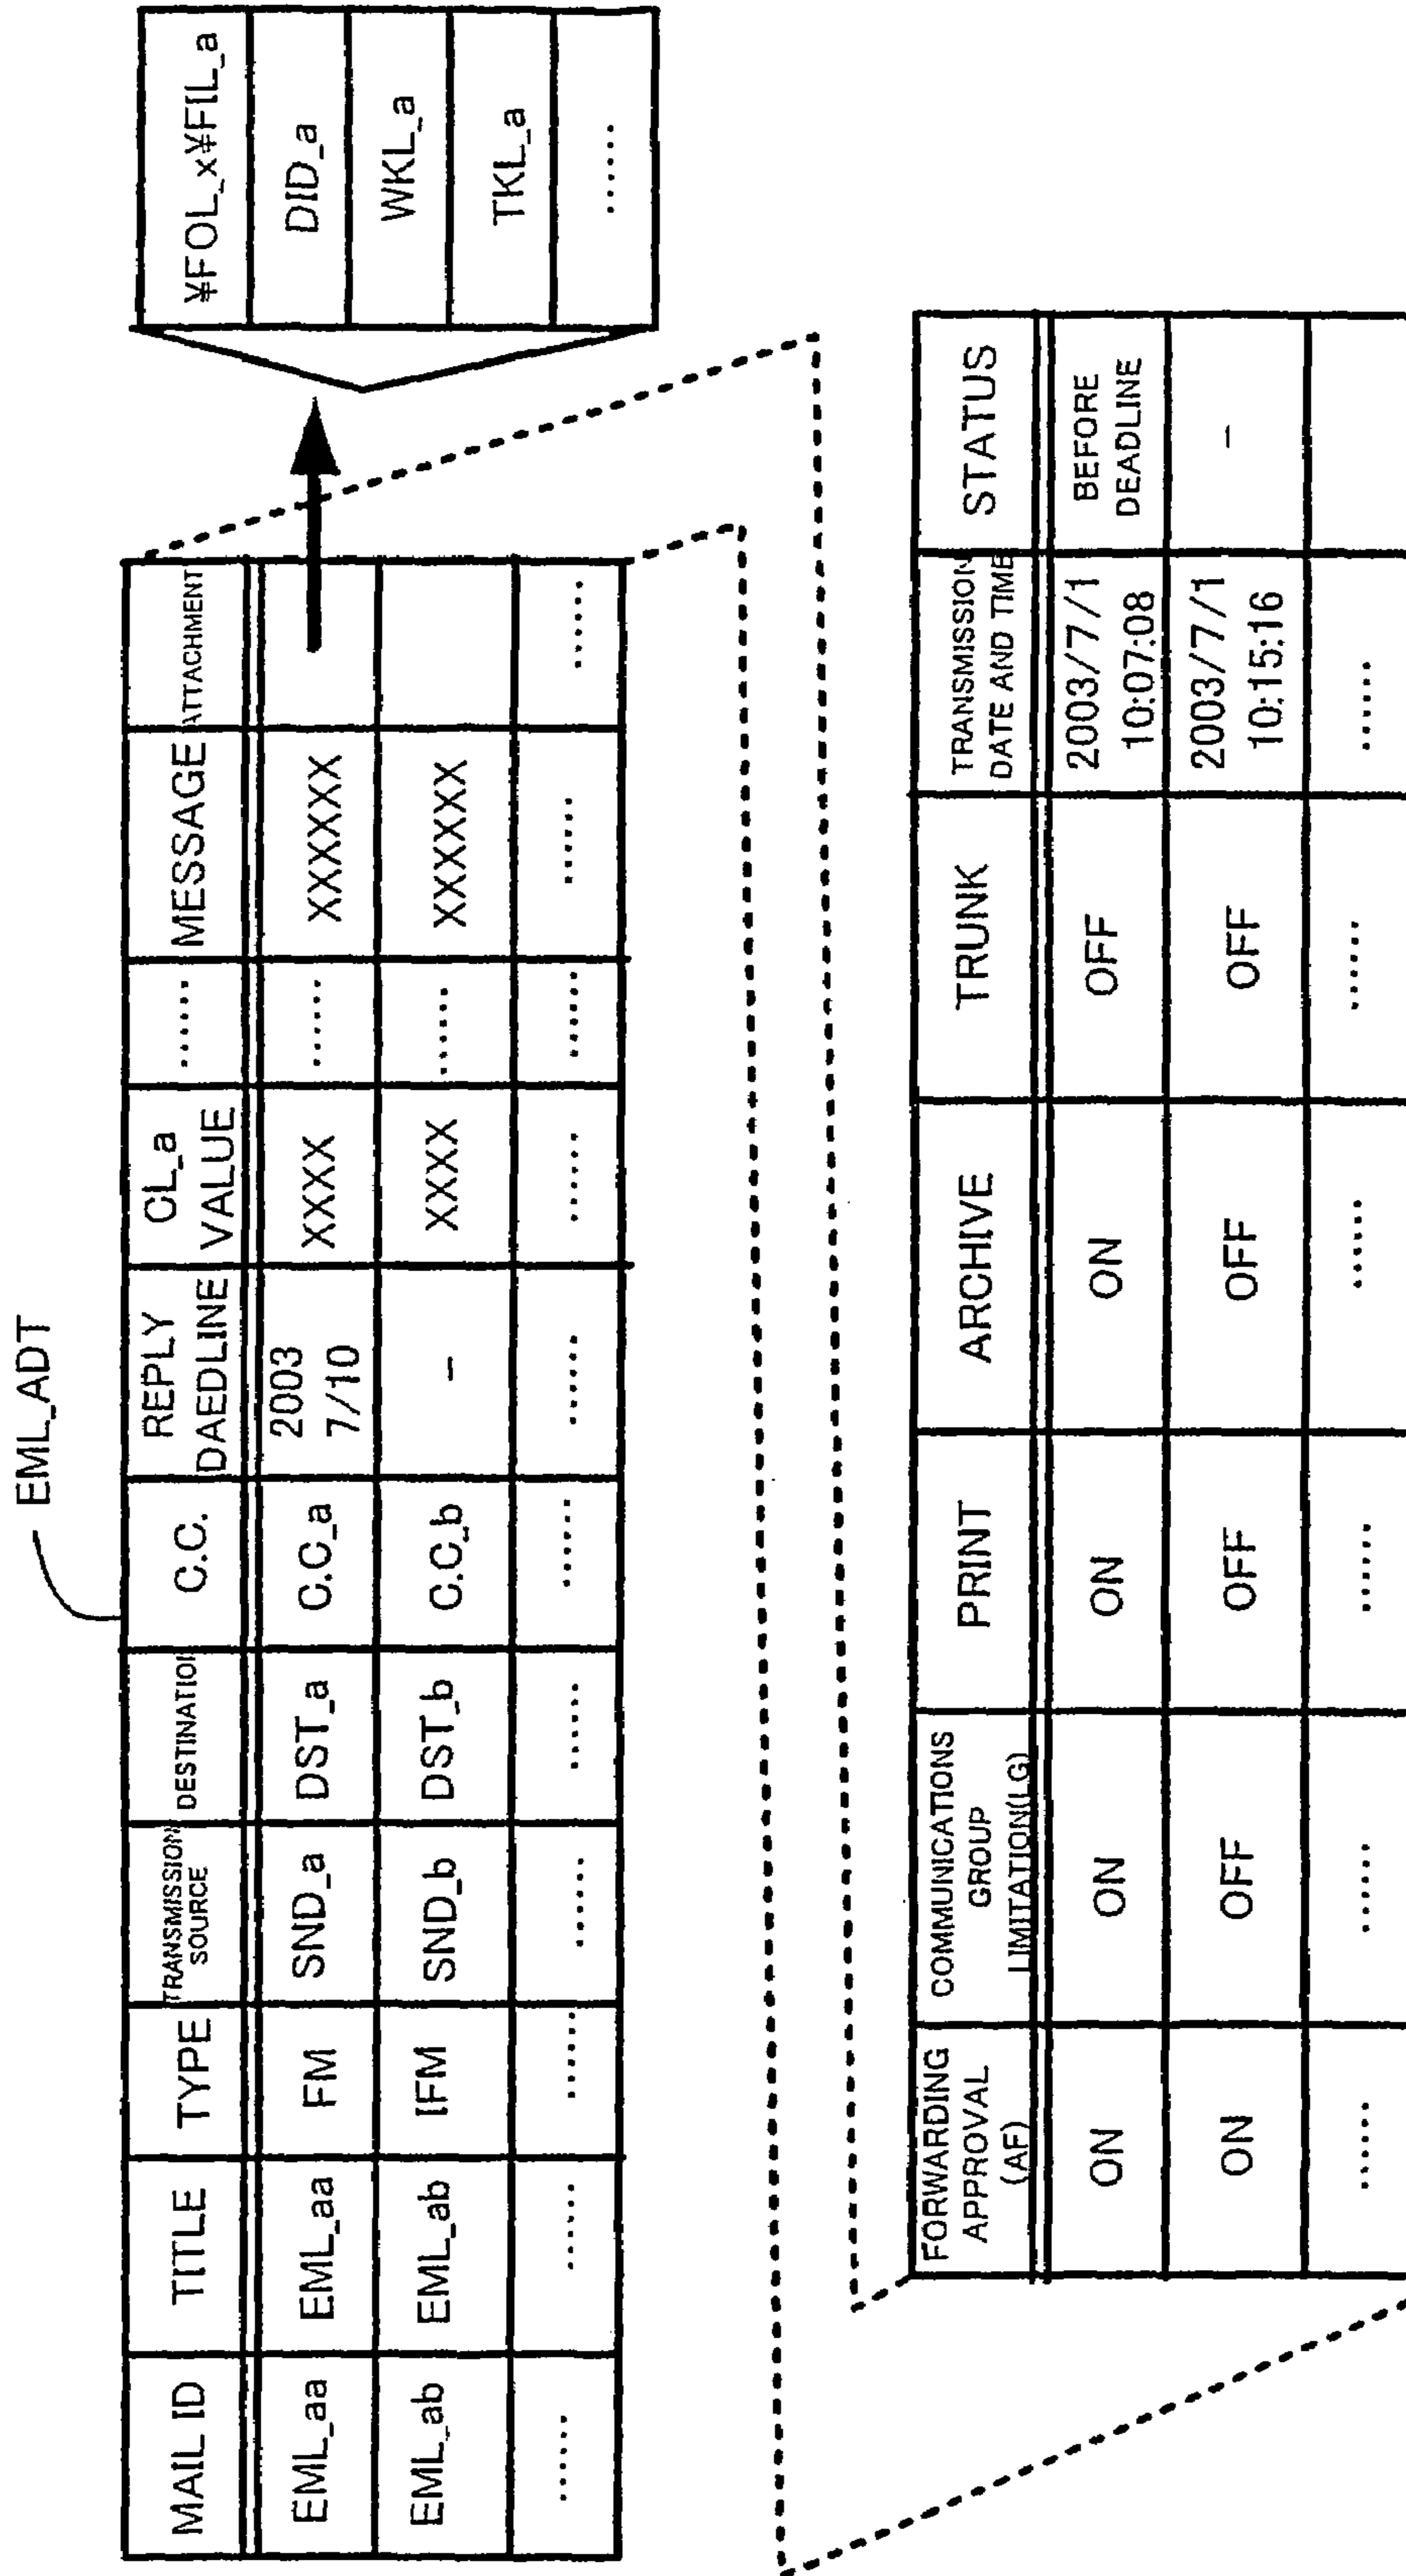 EML_ADT
MAIL ID TITLE TYPE TRANSMISSION SOURCE DESTINATION C.C. REPLY DAEDLINE CL_a VALUE ...... MESSAGE ATTACHMENT
EML_aa EML_aa FM SND_a DST_a C.C_a 2003 7/10 XXXX ...... XXXXXX
EML_ab EML_ab IFM SND_b DST_b C.C_b – XXXX ...... XXXXXX
...... ...... ...... ...... ...... ...... ...... ...... ...... ...... ......
¥FOL_x¥FIL_a
DID_a
WKL_a
TKL_a
......
FORWARDING APPROVAL (AF) COMMUNICATIONS GROUP LIMITATION(LG) PRINT ARCHIVE TRUNK TRANSMISSION DATE AND TIME STATUS
ON ON ON ON OFF 2003/7/1 10:07:08 BEFORE DEADLINE
ON OFF OFF OFF OFF 2003/7/1 10:15:16 –
...... ...... ...... ...... ...... ......